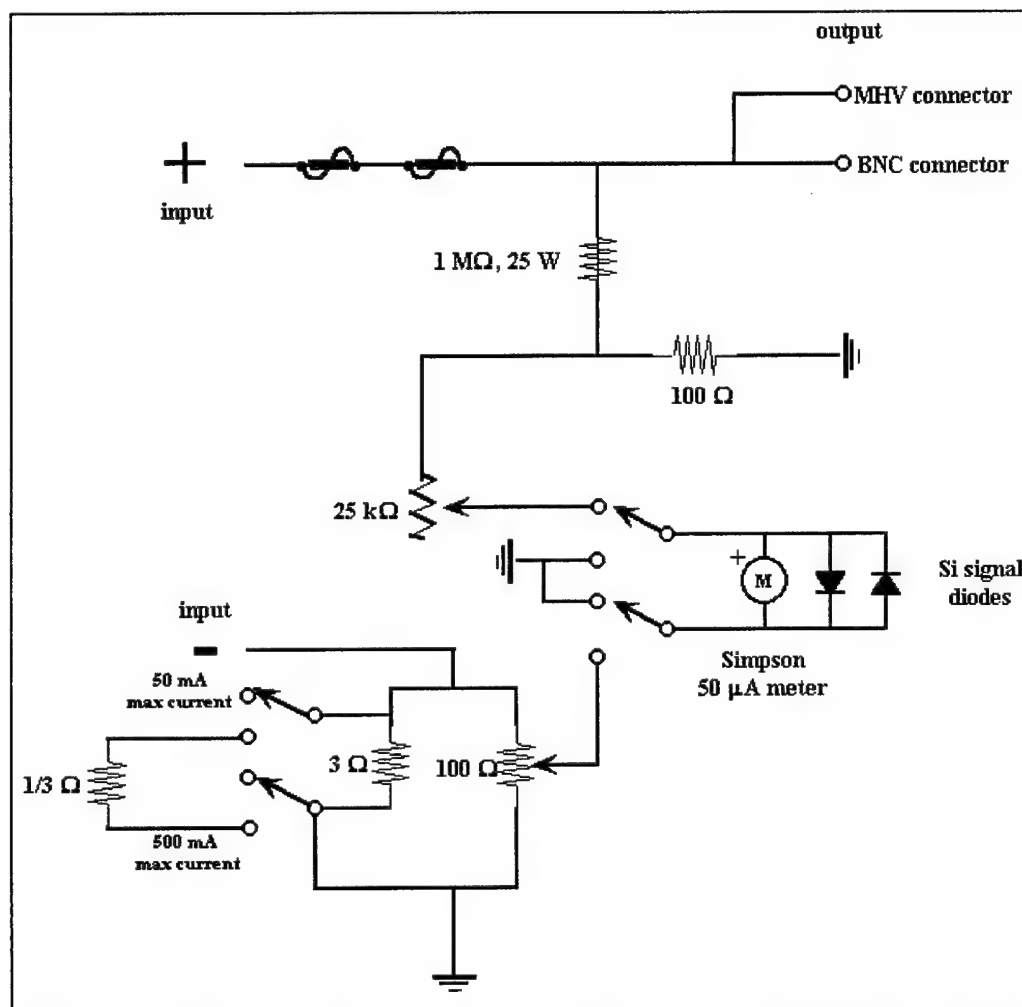 output
MHV connector
+
BNC connector
input
1 MΩ, 25 W
100 Ω
25 kΩ
+
M
Si signal
diodes
input
-
Simpson
50 µA meter
50 mA
max current
3 Ω
100 Ω
1/3 Ω
500 mA
max current